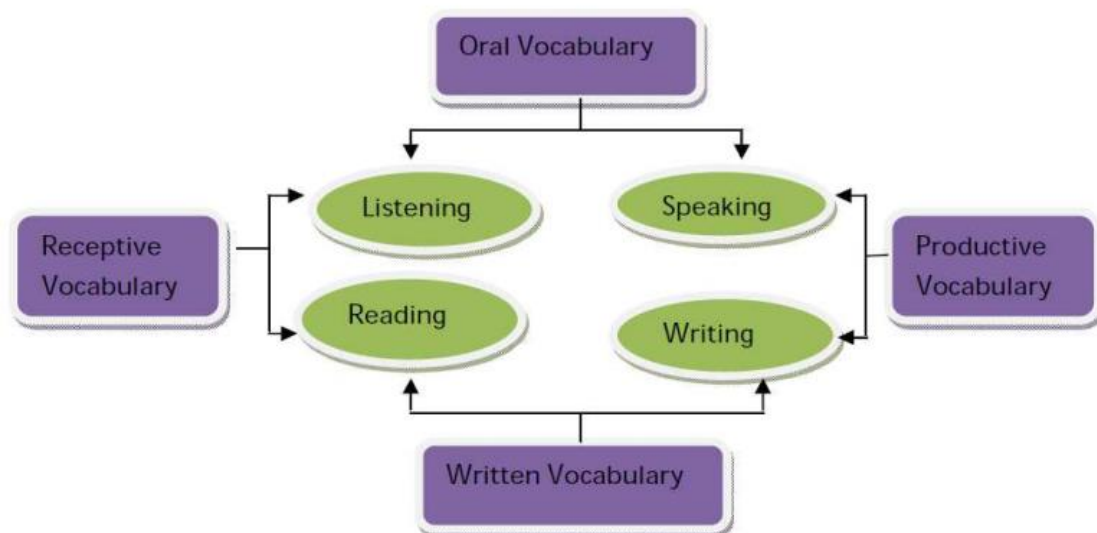 Oral Vocabulary
Listening
Speaking
Receptive
Vocabulary
Productive
Vocabulary
Reading
Writing
Written Vocabulary